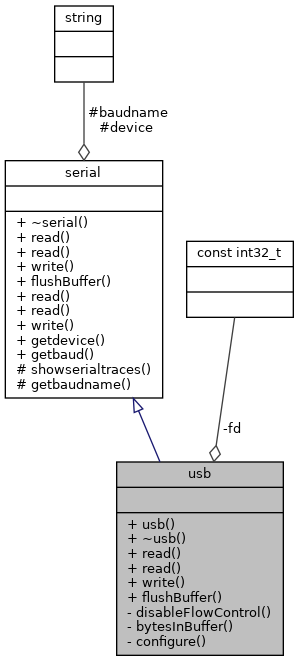 string
#baudname
#device
serial
+ ~serial()
+ read()
+ read()
+ write()
+ flushBuffer()
+ read()
+ read()
+ write()
+ getdevice()
+ getbaud()
# showserialtraces()
# getbaudname()
const int32_t
-fd
usb
+ usb()
+ ~usb()
+ read()
+ read()
+ write()
+ flushBuffer()
- disableFlowControl()
- bytesInBuffer()
- configure()